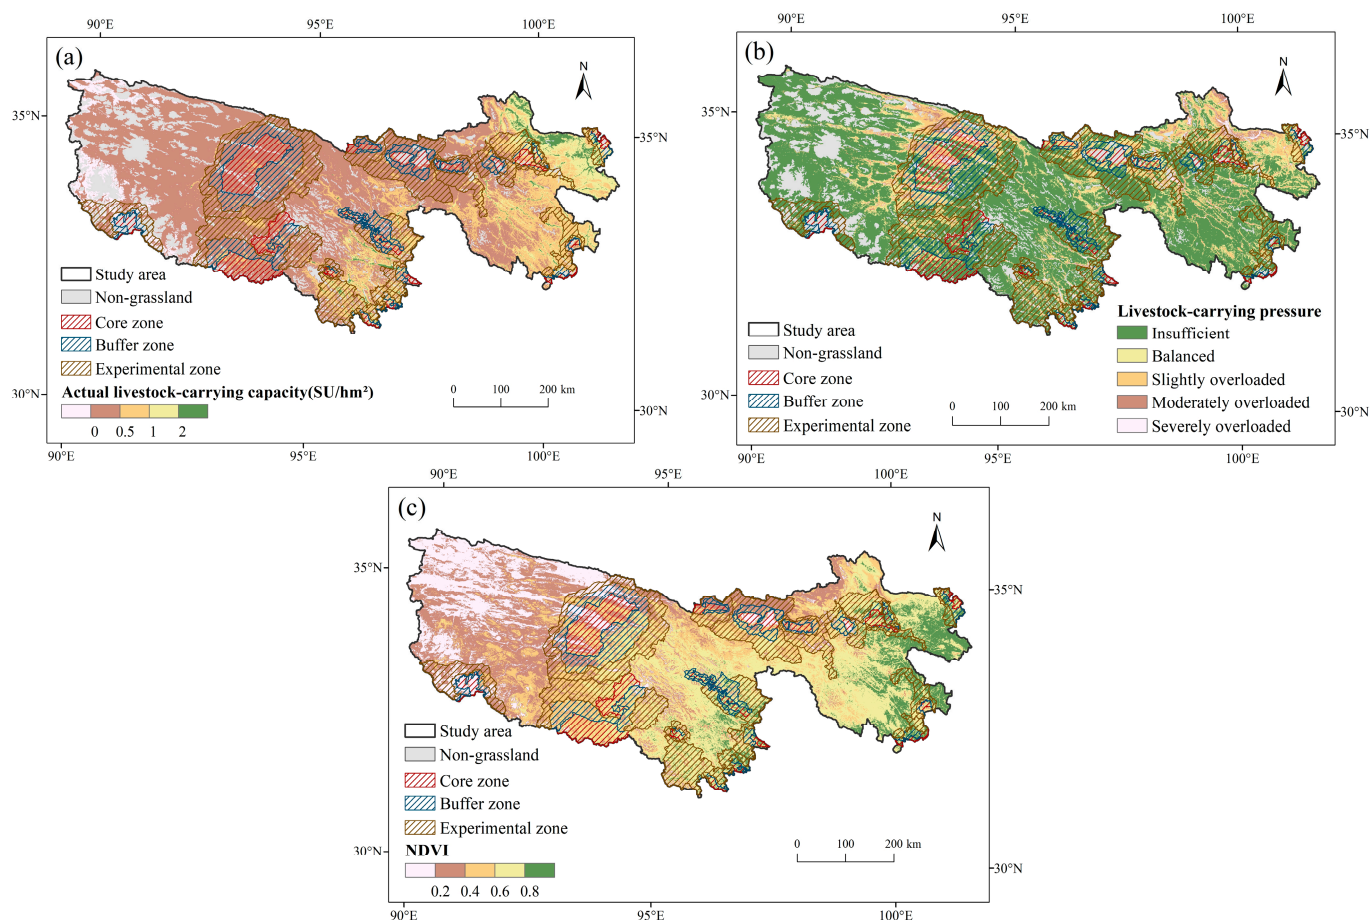 90°E 95°E 100°E
(a)
N
35°N
35°N
Study area
Non-grassland
Core zone
Buffer zone
Experimental zone
Actual livestock-carrying capacity(SU/hm²)
0 0.5 1 2
0 100 200 km
30°N
30°N
90°E 95°E 100°E
90°E 95°E 100°E
(b)
N
35°N
35°N
Study area
Non-grassland
Core zone
Buffer zone
Experimental zone
Livestock-carrying pressure
Insufficient
Balanced
Slightly overloaded
Moderately overloaded
Severely overloaded
0 100 200 km
30°N
30°N
90°E 95°E 100°E
90°E 95°E 100°E
(c)
N
35°N
35°N
Study area
Non-grassland
Core zone
Buffer zone
Experimental zone
NDVI
0.2 0.4 0.6 0.8
0 100 200 km
30°N
30°N
90°E 95°E 100°E